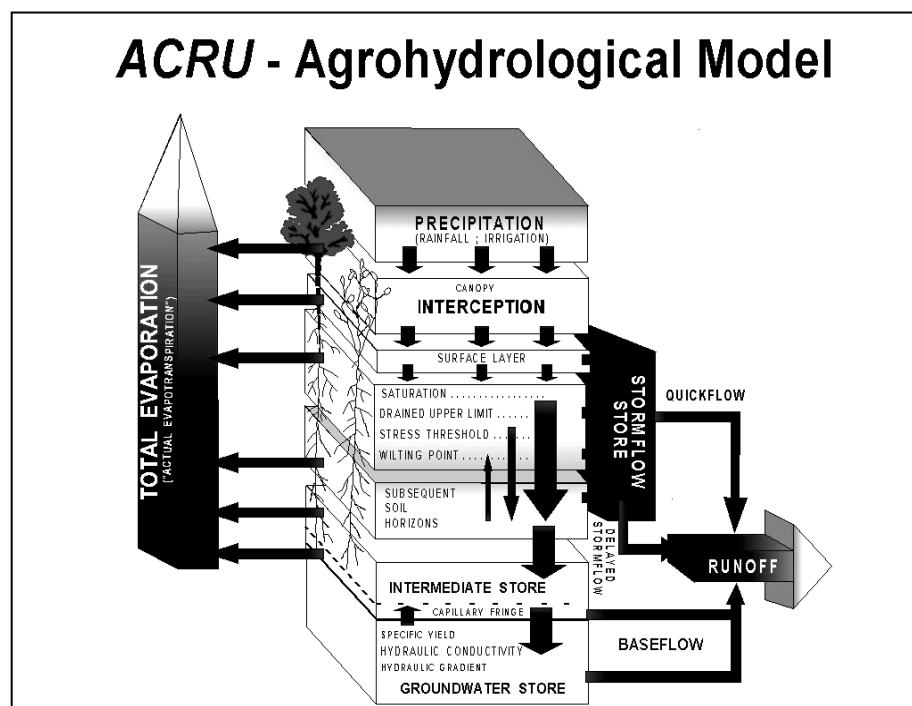 ACRU - Agrohydrological Model
PRECIPITATION
(RAINFALL ; IRRIGATION)
CANOPY
INTERCEPTION
SURFACE LAYER
SATURATION .................
DRAINED UPPER LIMIT ......
STRESS THRESHOLD .......
WILTING POINT ............
SUBSEQUENT
SOIL
HORIZONS
INTERMEDIATE STORE
CAPILLARY FRINGE
SPECIFIC YIELD
HYDRAULIC CONDUCTIVITY
HYDRAULIC GRADIENT
GROUNDWATER STORE
TOTAL EVAPORATION
("ACTUAL EVAPOTRANSPIRATION")
STORMFLOW
STORE
QUICKFLOW
DELAYED
STORMFLOW
RUNOFF
BASEFLOW